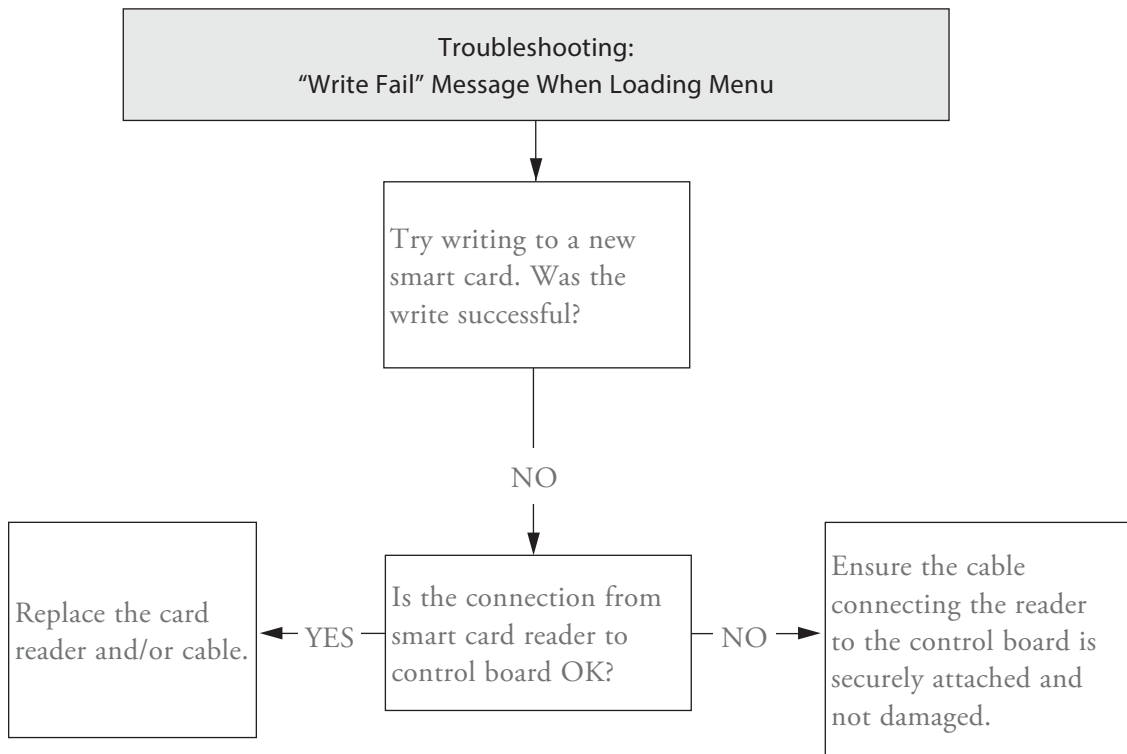 Troubleshooting:
“Write Fail” Message When Loading Menu
Try writing to a new
smart card. Was the
write successful?
NO
Replace the card
reader and/or cable.
YES
Is the connection from
smart card reader to
control board OK?
NO
Ensure the cable
connecting the reader
to the control board is
securely attached and
not damaged.